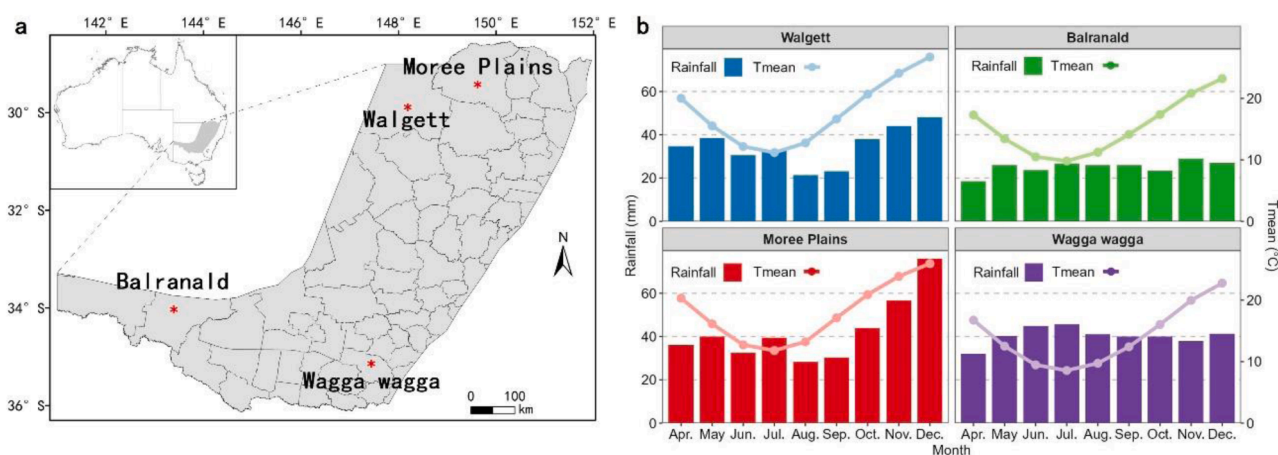 a
142° E
144° E
146° E
148° E
150° E
152° E
30° S
32° S
34° S
36° S
Moree Plains
*
Walgett
*
Balranald
*
Wagga wagga
*
N
0 100
km
b
Walgett
Rainfall Tmean
Balranald
Rainfall Tmean
60
40
20
0
20
10
0
Moree Plains
Rainfall Tmean
Wagga wagga
Rainfall Tmean
60
40
20
0
20
10
0
Rainfall (mm)
Tmean (°C)
Apr. May Jun. Jul. Aug. Sep. Oct. Nov. Dec.
Apr. May Jun. Jul. Aug. Sep. Oct. Nov. Dec.
Month